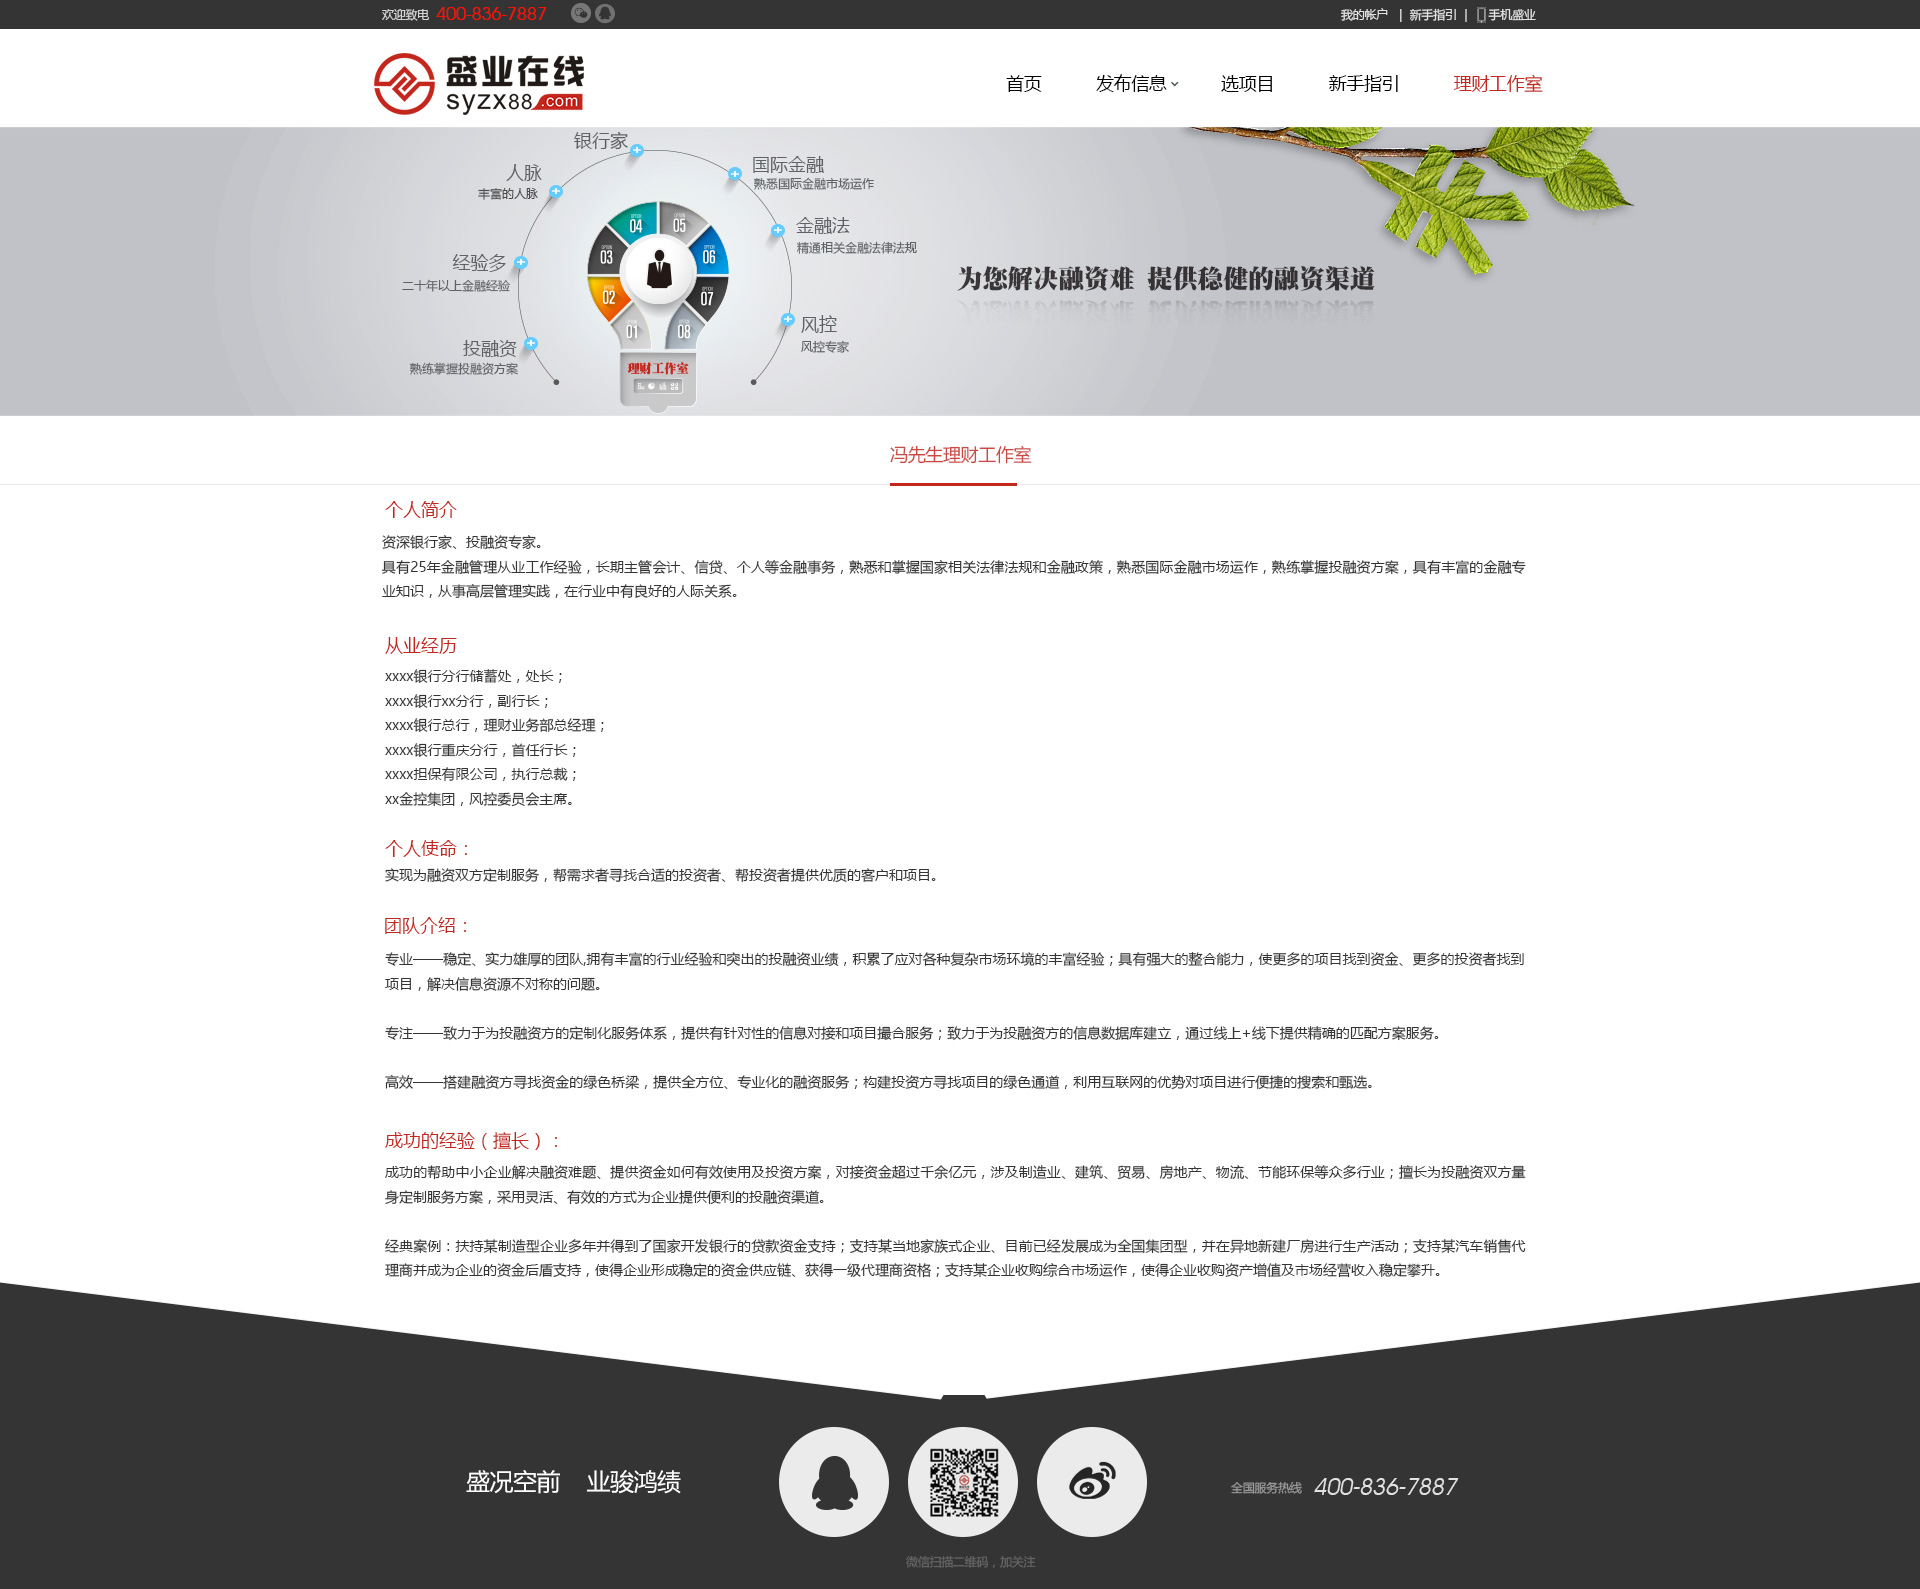 欢迎致电 400-836-7887
我的帐户 | 新手指引 | 手机盛业
盛业在线
syzx88.com
首页 发布信息 选项目 新手指引 理财工作室
银行家
人脉
丰富的人脉
经验多
二十年以上金融经验
投融资
熟练掌握投融资方案
国际金融
熟悉国际金融市场运作
金融法
精通相关金融法律法规
风控
风控专家
OPTION 01
OPTION 02
OPTION 03
OPTION 04
OPTION 05
OPTION 06
OPTION 07
OPTION 08
理财工作室
为您解决融资难 提供稳健的融资渠道
冯先生理财工作室
个人简介
资深银行家、投融资专家。
具有25年金融管理从业工作经验，长期主管会计、信贷、个人等金融事务，熟悉和掌握国家相关法律法规和金融政策，熟悉国际金融市场运作，熟练掌握投融资方案，具有丰富的金融专
业知识，从事高层管理实践，在行业中有良好的人际关系。
从业经历
xxxx银行分行储蓄处，处长；
xxxx银行xx分行，副行长；
xxxx银行总行，理财业务部总经理；
xxxx银行重庆分行，首任行长；
xxxx担保有限公司，执行总裁；
xx金控集团，风控委员会主席。
个人使命：
实现为融资双方定制服务，帮需求者寻找合适的投资者、帮投资者提供优质的客户和项目。
团队介绍：
专业——稳定、实力雄厚的团队,拥有丰富的行业经验和突出的投融资业绩，积累了应对各种复杂市场环境的丰富经验；具有强大的整合能力，使更多的项目找到资金、更多的投资者找到
项目，解决信息资源不对称的问题。
专注——致力于为投融资方的定制化服务体系，提供有针对性的信息对接和项目撮合服务；致力于为投融资方的信息数据库建立，通过线上+线下提供精确的匹配方案服务。
高效——搭建融资方寻找资金的绿色桥梁，提供全方位、专业化的融资服务；构建投资方寻找项目的绿色通道，利用互联网的优势对项目进行便捷的搜索和甄选。
成功的经验（擅长）：
成功的帮助中小企业解决融资难题、提供资金如何有效使用及投资方案，对接资金超过千余亿元，涉及制造业、建筑、贸易、房地产、物流、节能环保等众多行业；擅长为投融资双方量
身定制服务方案，采用灵活、有效的方式为企业提供便利的投融资渠道。
经典案例：扶持某制造型企业多年并得到了国家开发银行的贷款资金支持；支持某当地家族式企业、目前已经发展成为全国集团型，并在异地新建厂房进行生产活动；支持某汽车销售代
理商并成为企业的资金后盾支持，使得企业形成稳定的资金供应链、获得一级代理商资格；支持某企业收购综合市场运作，使得企业收购资产增值及市场经营收入稳定攀升。
盛况空前 业骏鸿绩
全国服务热线 400-836-7887
微信扫描二维码，加关注